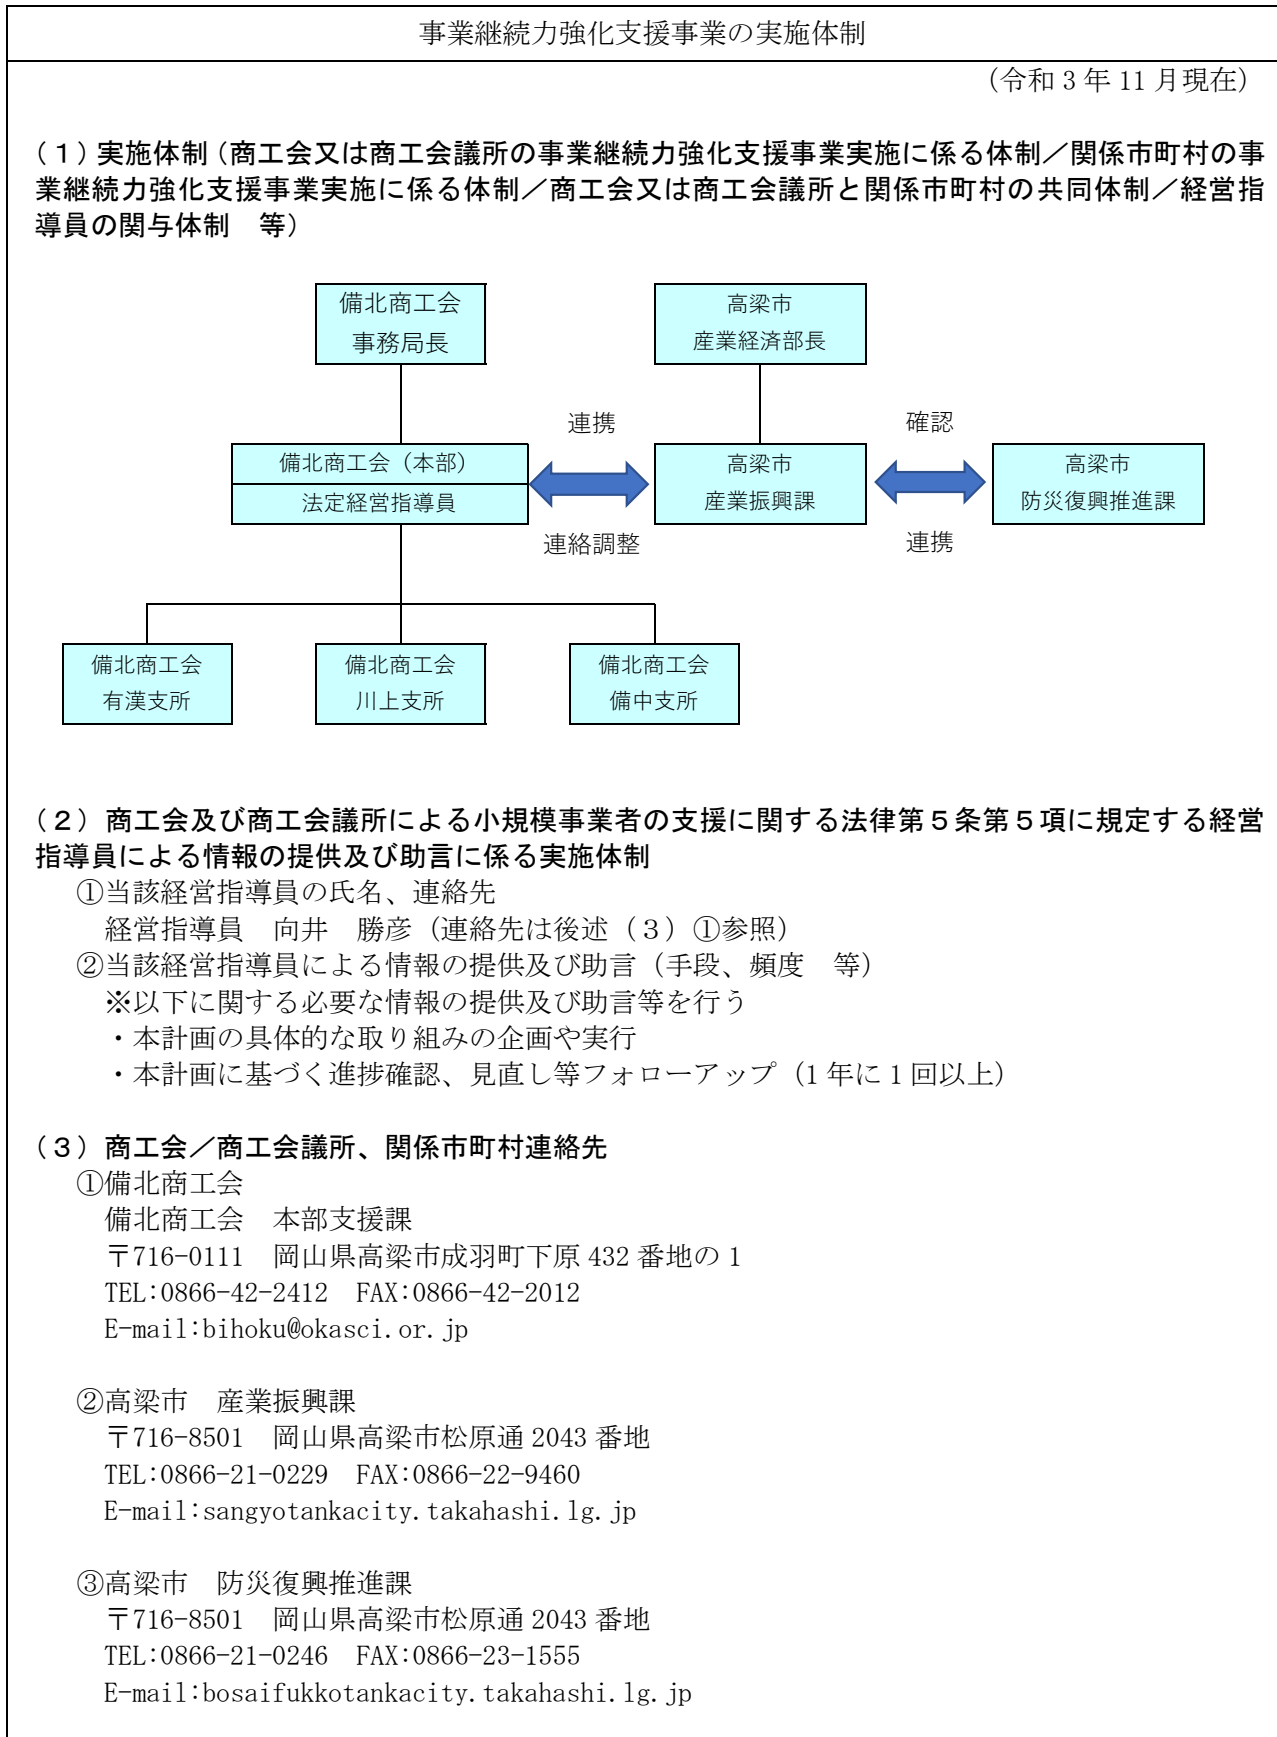 事業継続力強化支援事業の実施体制
（令和3年11月現在）
（１）実施体制（商工会又は商工会議所の事業継続力強化支援事業実施に係る体制／関係市町村の事
業継続力強化支援事業実施に係る体制／商工会又は商工会議所と関係市町村の共同体制／経営指
導員の関与体制　等）
備北商工会
事務局長
高梁市
産業経済部長
連携
確認
備北商工会（本部）
法定経営指導員
高梁市
産業振興課
高梁市
防災復興推進課
連絡調整
連携
備北商工会
有漢支所
備北商工会
川上支所
備北商工会
備中支所
（２）商工会及び商工会議所による小規模事業者の支援に関する法律第５条第５項に規定する経営
指導員による情報の提供及び助言に係る実施体制
①当該経営指導員の氏名、連絡先
経営指導員　向井　勝彦（連絡先は後述（３）①参照）
②当該経営指導員による情報の提供及び助言（手段、頻度　等）
※以下に関する必要な情報の提供及び助言等を行う
・本計画の具体的な取り組みの企画や実行
・本計画に基づく進捗確認、見直し等フォローアップ（1年に1回以上）
（３）商工会／商工会議所、関係市町村連絡先
①備北商工会
備北商工会　本部支援課
〒716-0111　岡山県高梁市成羽町下原432番地の1
TEL:0866-42-2412　FAX:0866-42-2012
E-mail:bihoku@okasci.or.jp
②高梁市　産業振興課
〒716-8501　岡山県高梁市松原通2043番地
TEL:0866-21-0229　FAX:0866-22-9460
E-mail:sangyotankacity.takahashi.lg.jp
③高梁市　防災復興推進課
〒716-8501　岡山県高梁市松原通2043番地
TEL:0866-21-0246　FAX:0866-23-1555
E-mail:bosaifukkotankacity.takahashi.lg.jp